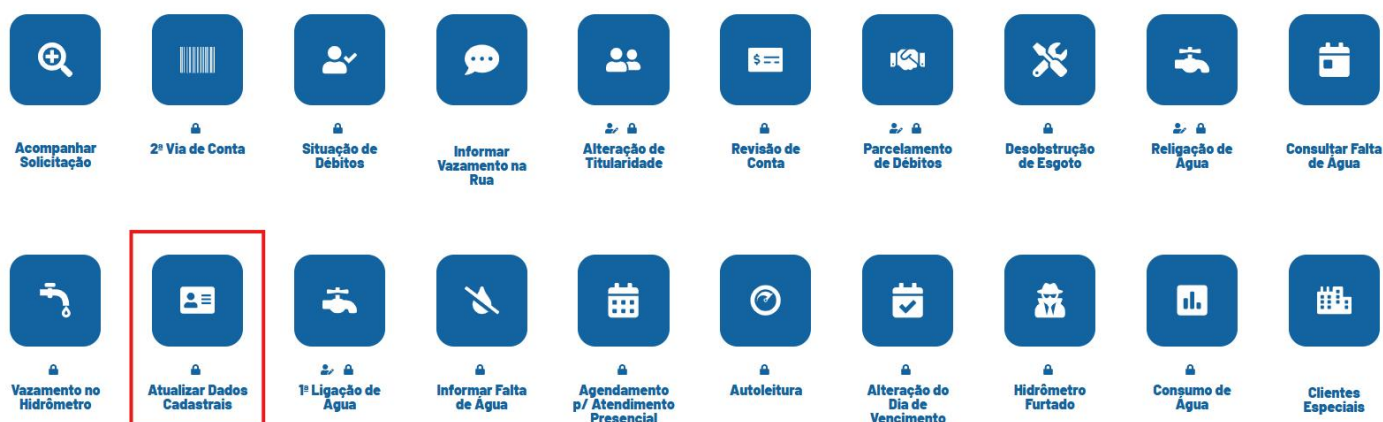 Acompanhar
Solicitação
2ª Via de Conta
Situação de
Débitos
Informar
Vazamento na
Rua
Alteração de
Titularidade
Revisão de
Conta
Parcelamento
de Débitos
Desobstrução
de Esgoto
Religação de
Água
Consultar Falta
de Água
Vazamento no
Hidrômetro
Atualizar Dados
Cadastrais
1ª Ligação de
Água
Informar Falta
de Água
Agendamento
p/ Atendimento
Presencial
Autoleitura
Alteração do
Dia de
Vencimento
Hidrômetro
Furtado
Consumo de
Água
Clientes
Especiais